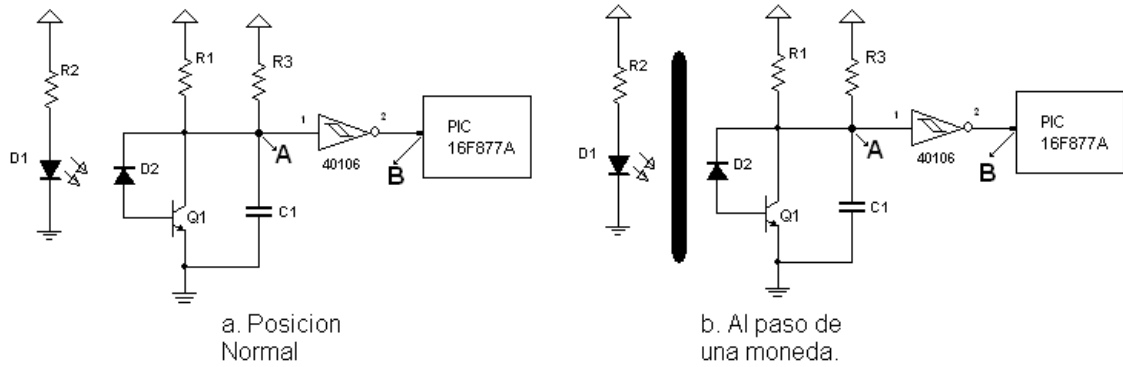 R2
R1
R3
D1
D2
Q1
C1
A
1
2
40106
B
PIC
16F877A
a. Posicion
Normal
R2
R1
R3
D1
D2
Q1
C1
A
1
2
40106
B
PIC
16F877A
b. Al paso de
una moneda.